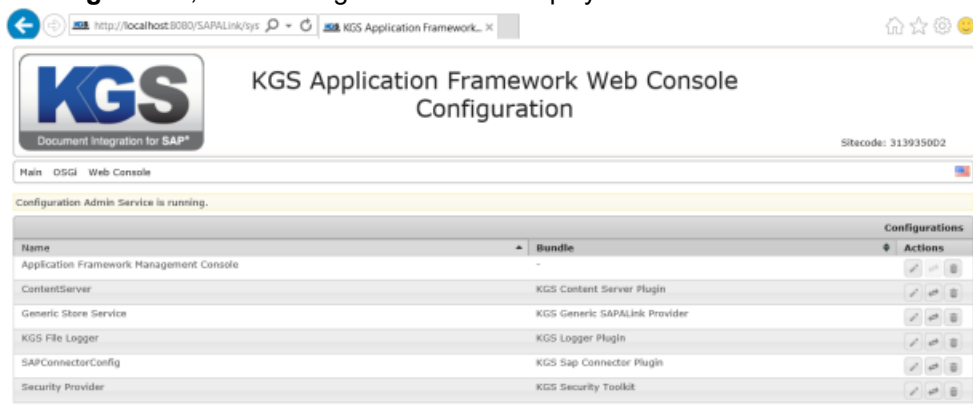 http://localhost:8080/SAPALink/sys
KGS Application Framework...
KGS
Document Integration for SAP®
KGS Application Framework Web Console
Configuration
Sitecode: 3139350D2
Main OSGi Web Console
Configuration Admin Service is running.
Configurations
Name Bundle Actions
Application Framework Management Console -
ContentServer KGS Content Server Plugin
Generic Store Service KGS Generic SAPALink Provider
KGS File Logger KGS Logger Plugin
SAPConnectorConfig KGS Sap Connector Plugin
Security Provider KGS Security Toolkit